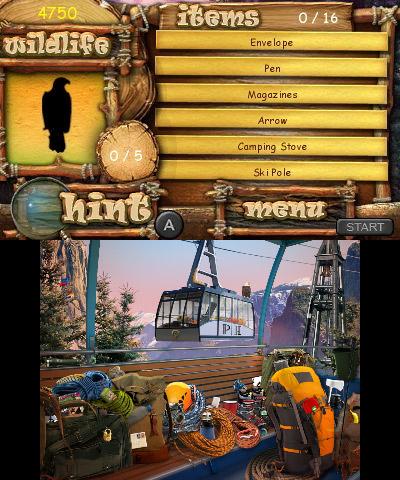 4750
items
0 / 16
wildlife
Envelope
Pen
Magazines
Arrow
Camping Stove
Ski Pole
0 / 5
hint
A
menu
START